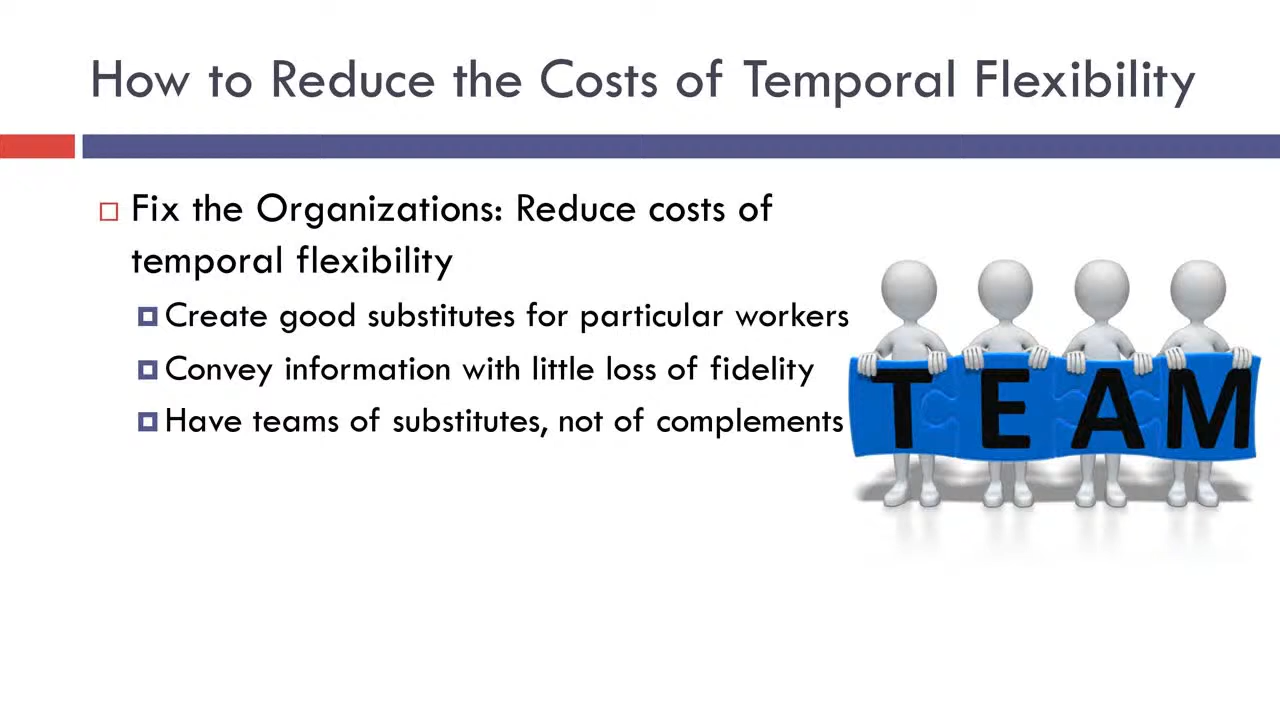 How to Reduce the Costs of Temporal Flexibility
Fix the Organizations: Reduce costs of
temporal flexibility
Create good substitutes for particular workers
Convey information with little loss of fidelity
Have teams of substitutes, not of complements
TEAM